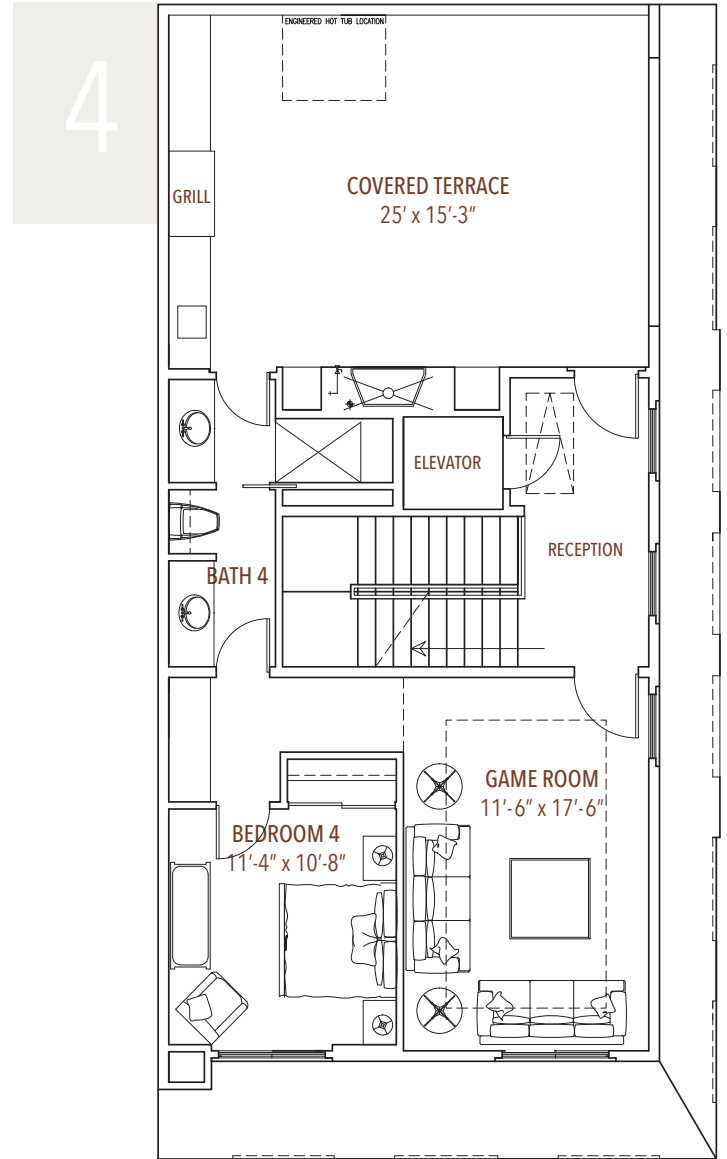 4
ENGINEERED HOT TUB LOCATION
COVERED TERRACE
25’ x 15’-3”
GRILL
ELEVATOR
RECEPTION
BATH 4
GAME ROOM
11’-6” x 17’-6”
BEDROOM 4
11’-4” x 10’-8”